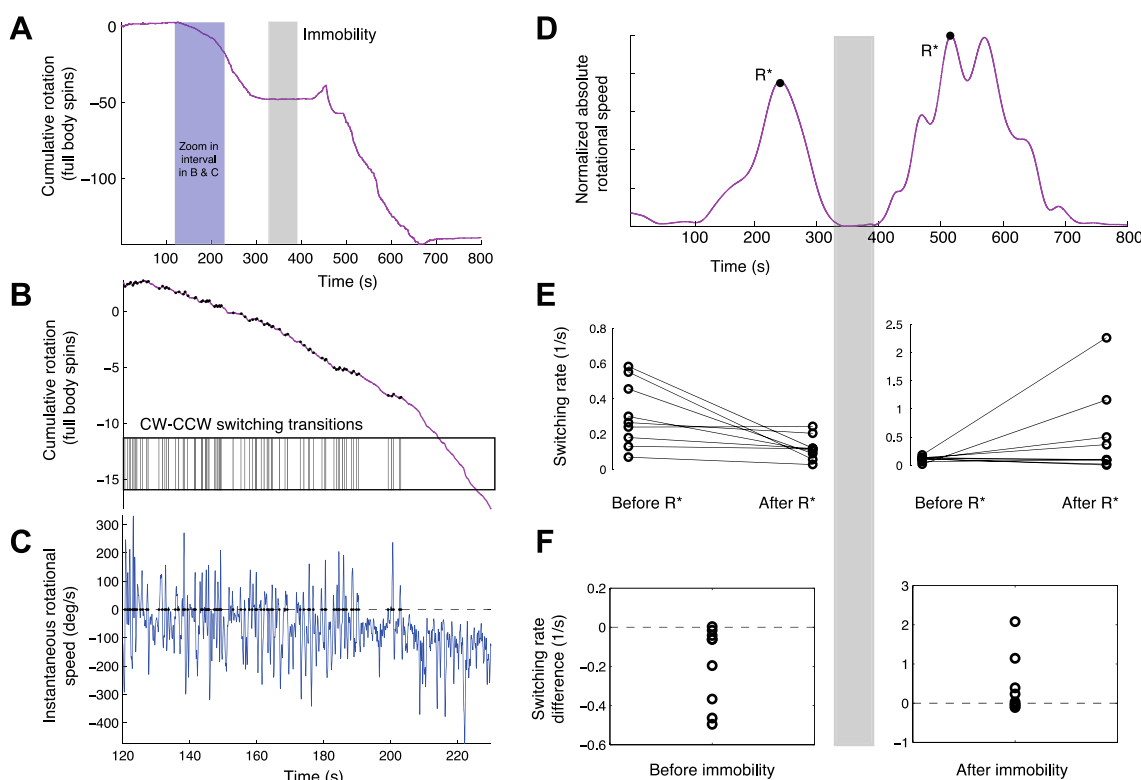 A
Cumulative rotation
(full body spins)
0
−50
−100
Immobility
Zoom in
interval
in B & C
100 200 300 400 500 600 700 800
Time (s)
B
Cumulative rotation
(full body spins)
0
−5
−10
−15
CW-CCW switching transitions
C
Instantaneous rotational
speed (deg/s)
300
200
100
0
−100
−200
−300
−400
120 140 160 180 200 220
Time (s)
D
Normalized absolute
rotational speed
R*
R*
0 100 200 300 400 500 600 700 800
Time (s)
E
Switching rate (1/s)
0.8
0.6
0.4
0.2
0
Before R* After R*
2.5
2
1.5
1
0.5
0
Before R* After R*
F
Switching rate
difference (1/s)
0.2
0
−0.2
−0.4
−0.6
Before immobility
3
2
1
0
−1
After immobility